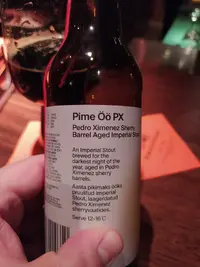 Pime Öö PX
Pedro Ximenez Sherry
Barrel Aged Imperial Stout
An Imperial Stout
brewed for the
darkest night of the
year, aged in Pedro
Ximenez sherry
barrels.
Aasta pikimaks ööks
pruulitud Imperial
Stout, laagerdatud
Pedro Ximenez
sherryvaatides.
Serve 12-16°C